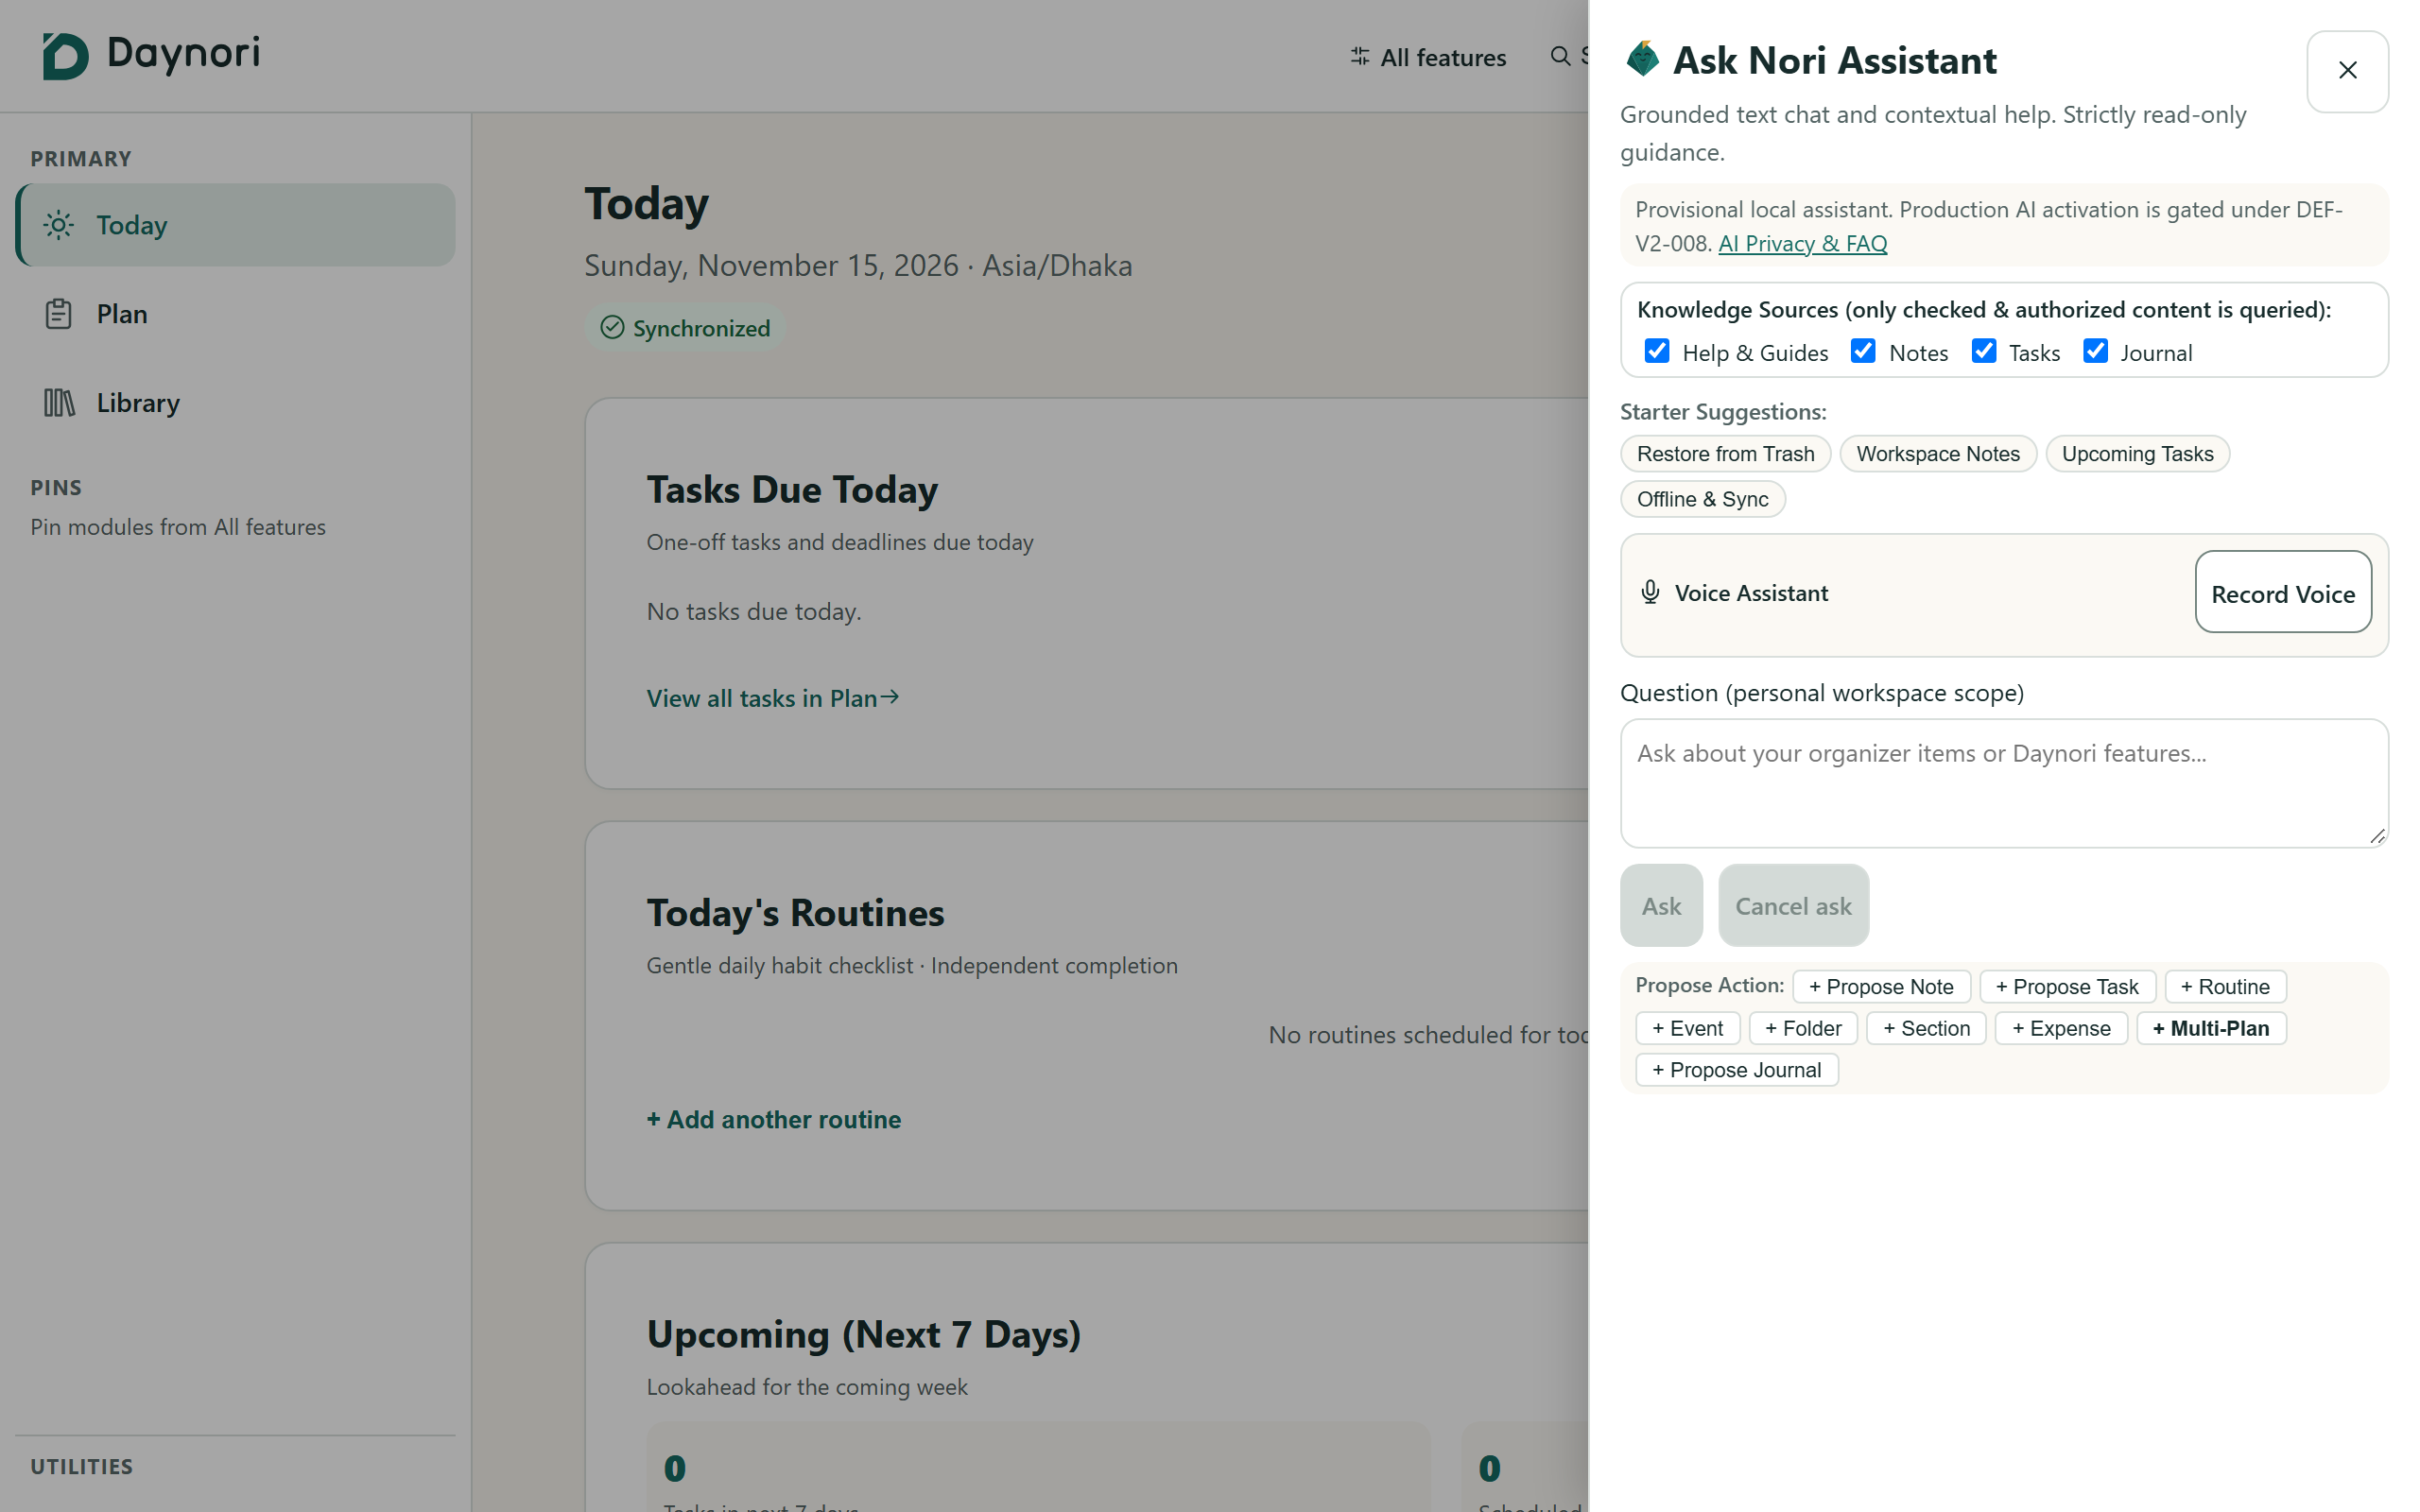 Daynori
All features
PRIMARY
Today
Plan
Library
PINS
Pin modules from All features
UTILITIES
Today
Sunday, November 15, 2026 · Asia/Dhaka
Synchronized
Tasks Due Today
One-off tasks and deadlines due today
No tasks due today.
View all tasks in Plan→
Today's Routines
Gentle daily habit checklist · Independent completion
No routines scheduled for
+ Add another routine
Upcoming (Next 7 Days)
Lookahead for the coming week
0
Tasks in next 7 days
0
Scheduled
Ask Nori Assistant
Grounded text chat and contextual help. Strictly read-only
guidance.
Provisional local assistant. Production AI activation is gated under DEF-
V2-008. AI Privacy & FAQ
Knowledge Sources (only checked & authorized content is queried):
Help & Guides Notes Tasks Journal
Starter Suggestions:
Restore from Trash Workspace Notes Upcoming Tasks
Offline & Sync
Voice Assistant Record Voice
Question (personal workspace scope)
Ask about your organizer items or Daynori features...
Ask Cancel ask
Propose Action: + Propose Note + Propose Task + Routine
+ Event + Folder + Section + Expense + Multi-Plan
+ Propose Journal